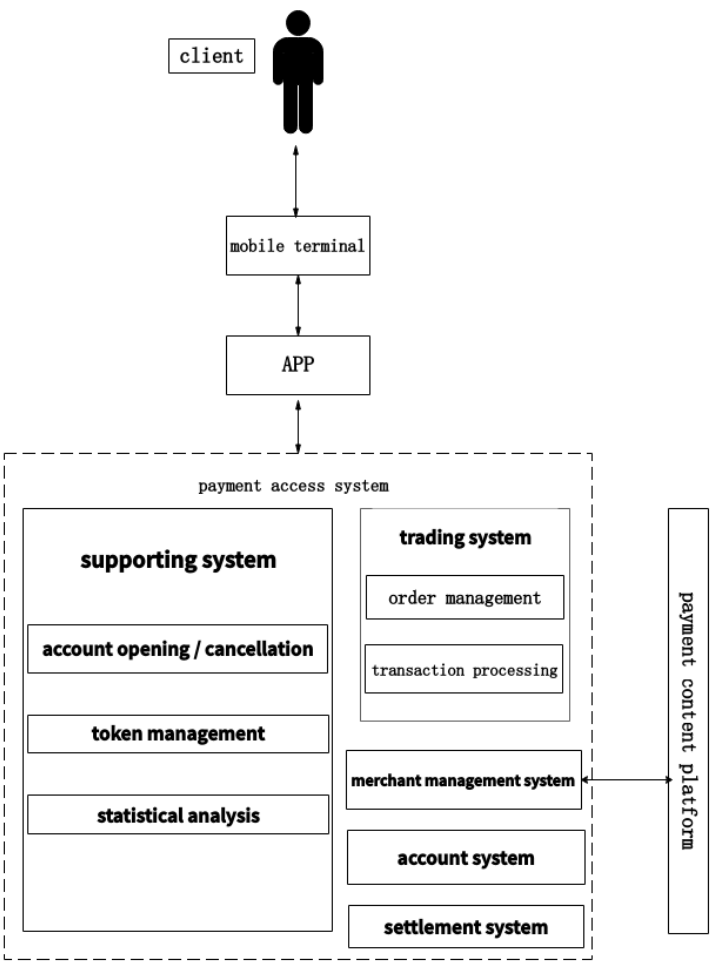 client
mobile terminal
APP
payment access system
supporting system
account opening / cancellation
token management
statistical analysis
trading system
order management
transaction processing
merchant management system
account system
settlement system
payment content platform